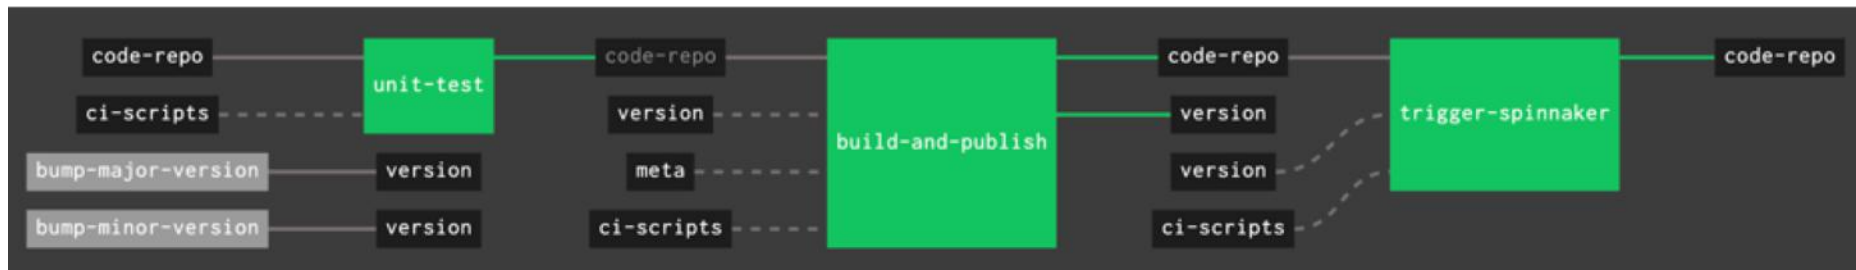 code-repo
ci-scripts
unit-test
bump-major-version
version
bump-minor-version
version
code-repo
version
meta
ci-scripts
build-and-publish
code-repo
version
version
ci-scripts
trigger-spinnaker
code-repo